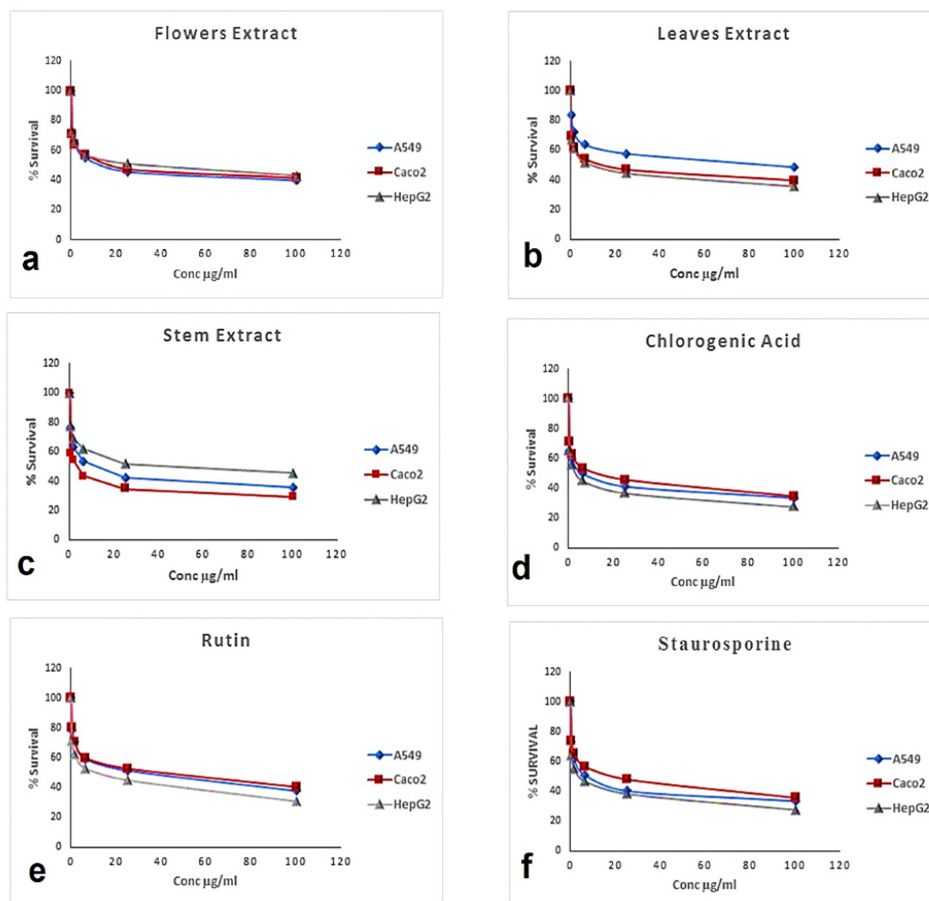 Flowers Extract
120
100
80
60
40
20
0
% Survival
0 20 40 60 80 100 120
Conc μg/ml
A549
Caco2
HepG2
a
Leaves Extract
120
100
80
60
40
20
0
% Survival
0 20 40 60 80 100 120
Conc μg/ml
A549
Caco2
HepG2
b
Stem Extract
120
100
80
60
40
20
0
% Survival
0 20 40 60 80 100 120
Conc μg/ml
A549
Caco2
HepG2
c
Chlorogenic Acid
120
100
80
60
40
20
0
% Survival
0 20 40 60 80 100 120
Conc μg/ml
A549
Caco2
HepG2
d
Rutin
120
100
80
60
40
20
0
% Survival
0 20 40 60 80 100 120
Conc μg/ml
A549
Caco2
HepG2
e
Staurosporine
120
100
80
60
40
20
0
% SURVIVAL
0 20 40 60 80 100 120
Conc μg/ml
A549
Caco2
HepG2
f